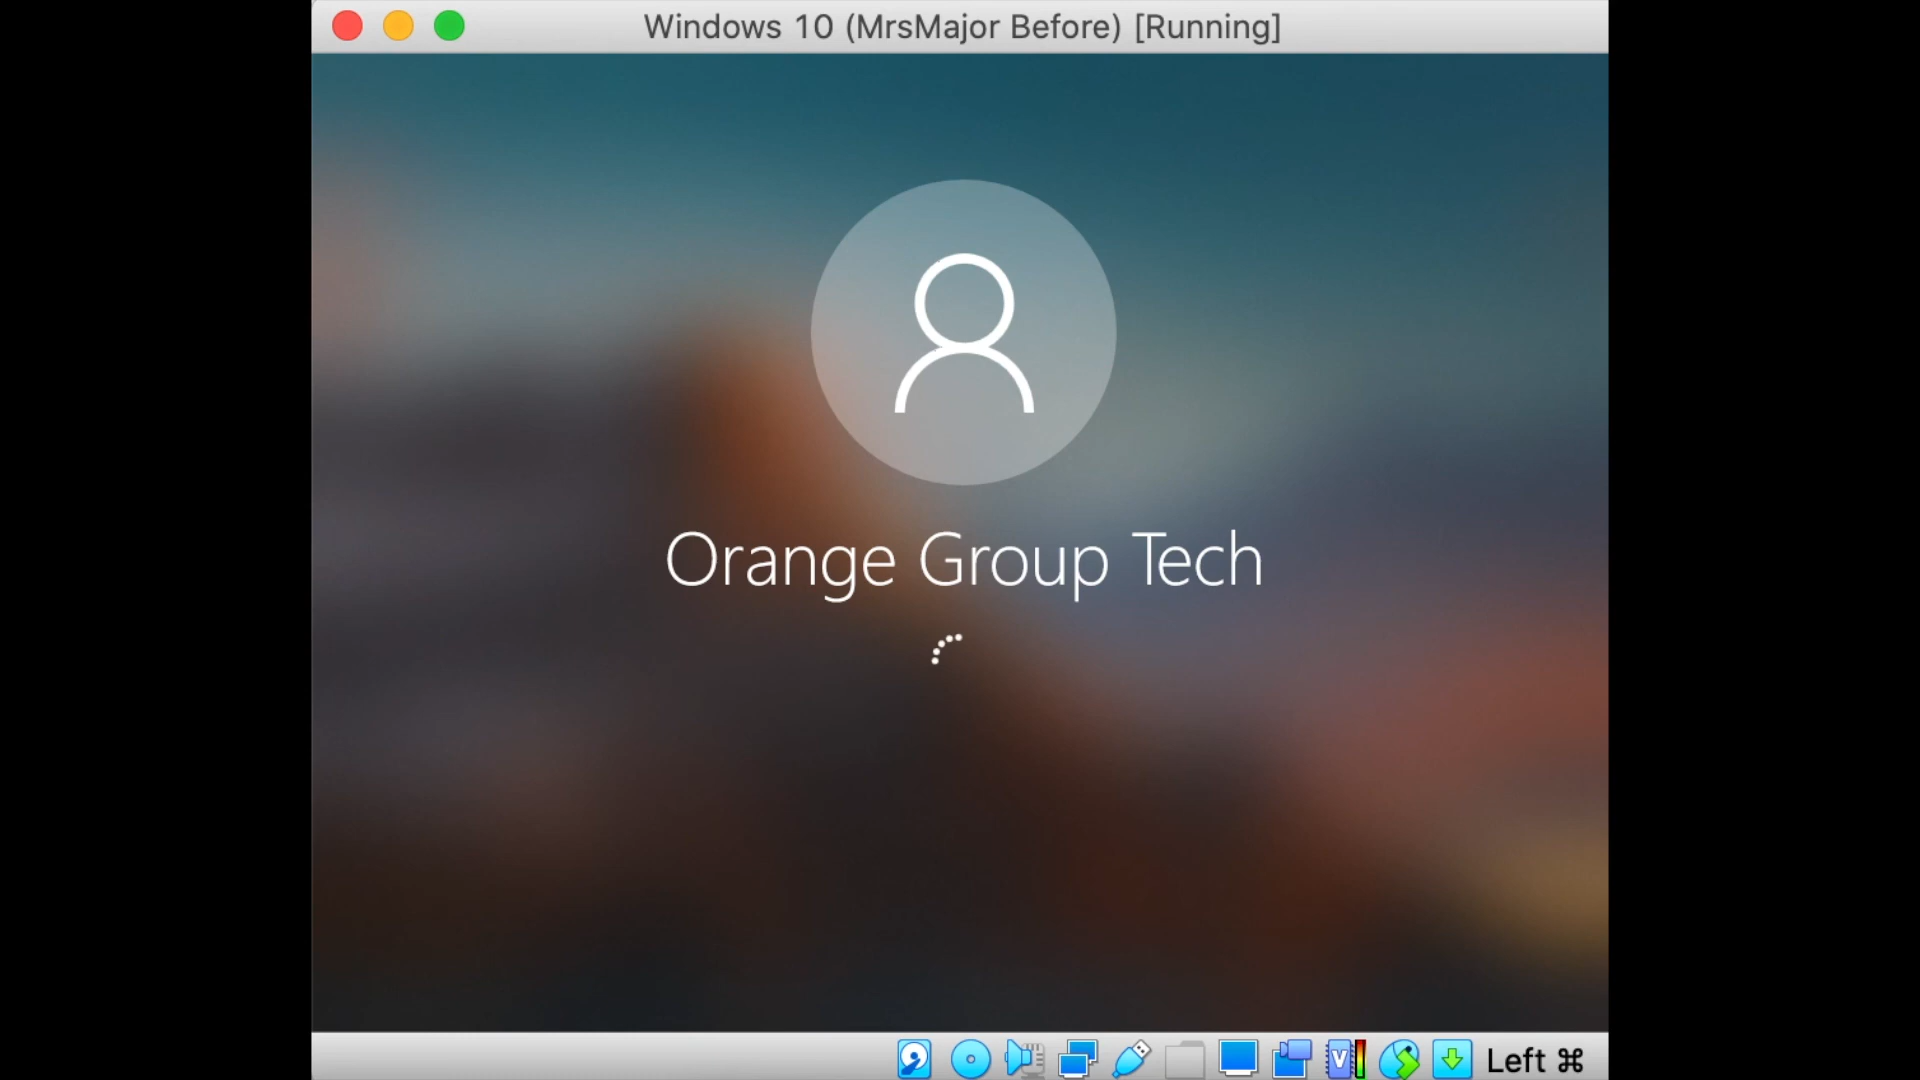 Windows 10 (MrsMajor Before) [Running]
Orange Group Tech
Left ⌘